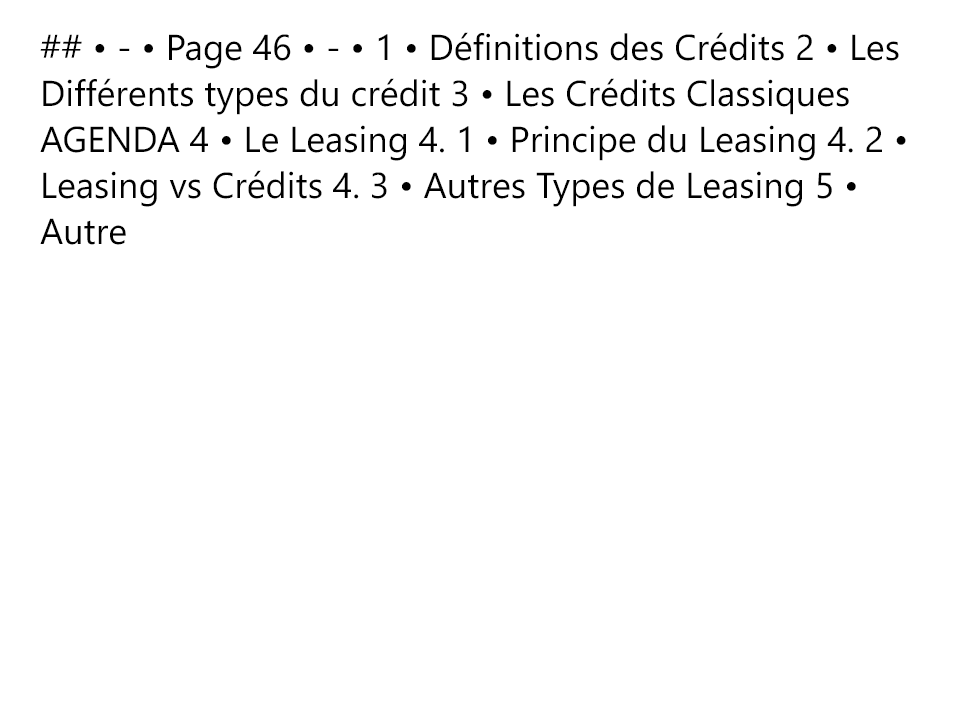 ## • - • Page 46 • - • 1 • Définitions des Crédits 2 • Les
Différents types du crédit 3 • Les Crédits Classiques
AGENDA 4 • Le Leasing 4. 1 • Principe du Leasing 4. 2 •
Leasing vs Crédits 4. 3 • Autres Types de Leasing 5 •
Autre